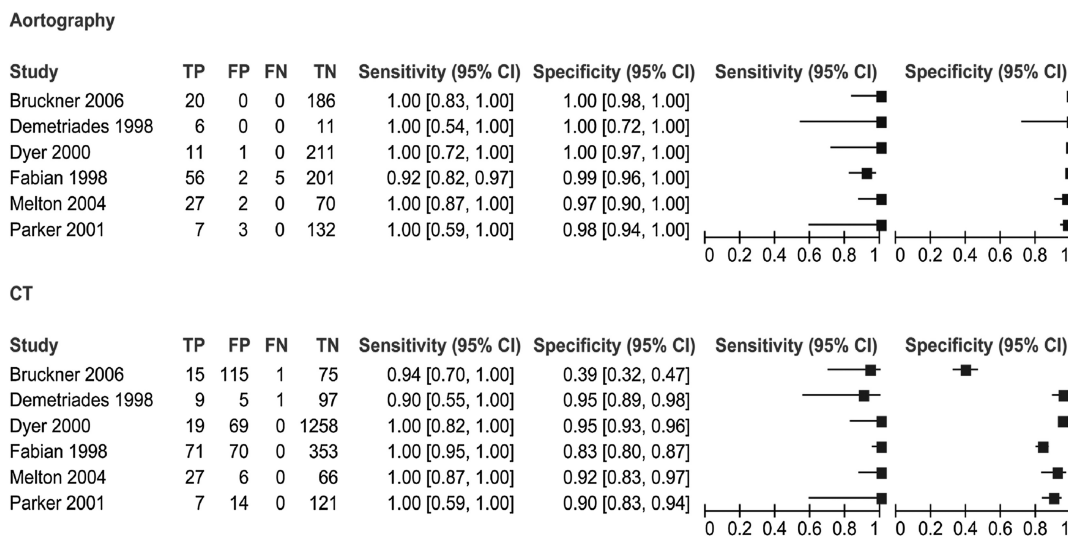 Aortography
Study TP FP FN TN Sensitivity (95% CI) Specificity (95% CI) Sensitivity (95% CI) Specificity (95% CI)
Bruckner 2006 20 0 0 186 1.00 [0.83, 1.00] 1.00 [0.98, 1.00]
Demetriades 1998 6 0 0 11 1.00 [0.54, 1.00] 1.00 [0.72, 1.00]
Dyer 2000 11 1 0 211 1.00 [0.72, 1.00] 1.00 [0.97, 1.00]
Fabian 1998 56 2 5 201 0.92 [0.82, 0.97] 0.99 [0.96, 1.00]
Melton 2004 27 2 0 70 1.00 [0.87, 1.00] 0.97 [0.90, 1.00]
Parker 2001 7 3 0 132 1.00 [0.59, 1.00] 0.98 [0.94, 1.00]
0 0.2 0.4 0.6 0.8 1 0 0.2 0.4 0.6 0.8 1
CT
Study TP FP FN TN Sensitivity (95% CI) Specificity (95% CI) Sensitivity (95% CI) Specificity (95% CI)
Bruckner 2006 15 115 1 75 0.94 [0.70, 1.00] 0.39 [0.32, 0.47]
Demetriades 1998 9 5 1 97 0.90 [0.55, 1.00] 0.95 [0.89, 0.98]
Dyer 2000 19 69 0 1258 1.00 [0.82, 1.00] 0.95 [0.93, 0.96]
Fabian 1998 71 70 0 353 1.00 [0.95, 1.00] 0.83 [0.80, 0.87]
Melton 2004 27 6 0 66 1.00 [0.87, 1.00] 0.92 [0.83, 0.97]
Parker 2001 7 14 0 121 1.00 [0.59, 1.00] 0.90 [0.83, 0.94]
0 0.2 0.4 0.6 0.8 1 0 0.2 0.4 0.6 0.8 1